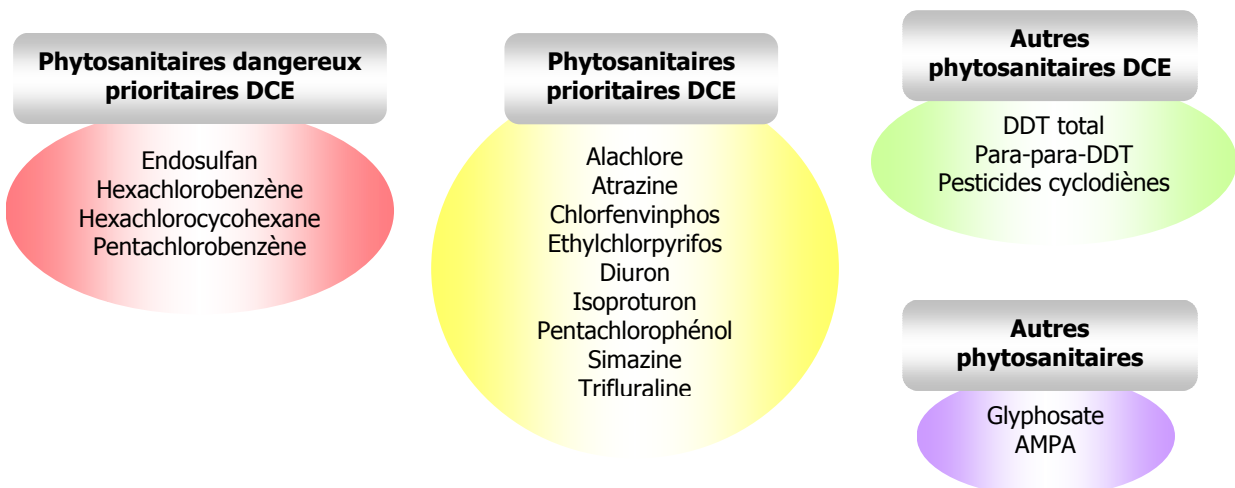 Phytosanitaires dangereux
prioritaires DCE
Endosulfan
Hexachlorobenzène
Hexachlorocycohexane
Pentachlorobenzène
Phytosanitaires
prioritaires DCE
Alachlore
Atrazine
Chlorfenvinphos
Ethylchlorpyrifos
Diuron
Isoproturon
Pentachlorophénol
Simazine
Trifluraline
Autres
phytosanitaires DCE
DDT total
Para-para-DDT
Pesticides cyclodiènes
Autres
phytosanitaires
Glyphosate
AMPA